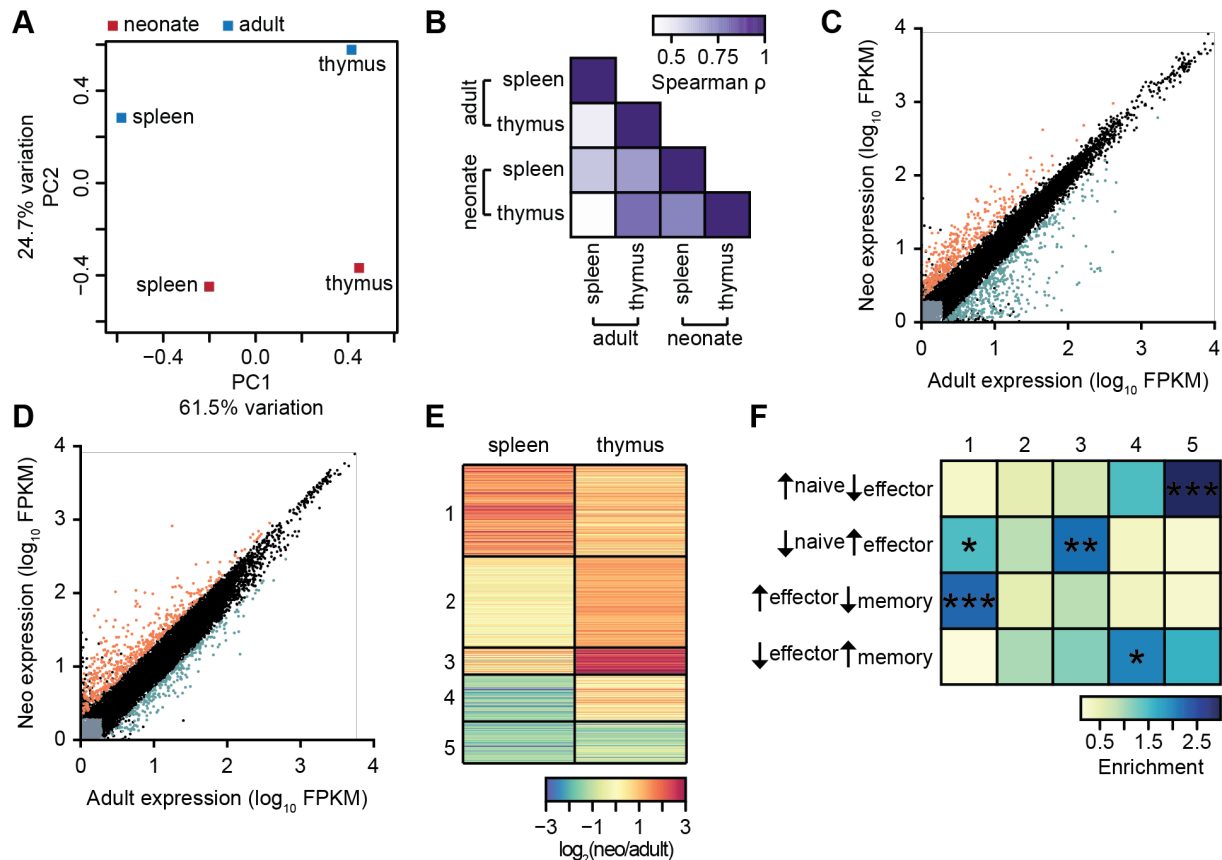 A
neonate adult
thymus
spleen
spleen
thymus
0.4
0.0
−0.4
24.7% variation
PC2
−0.4 0.0 0.4
PC1
61.5% variation
B
0.5 0.75 1
Spearman ρ
adult
spleen
thymus
neonate
spleen
thymus
spleen thymus spleen thymus
adult neonate
C
Neo expression (log10 FPKM)
4
3
2
1
0
0 1 2 3 4
Adult expression (log10 FPKM)
D
Neo expression (log10 FPKM)
4
3
2
1
0
0 1 2 3 4
Adult expression (log10 FPKM)
E
spleen thymus
1
2
3
4
5
−3 −1 1 3
log2(neo/adult)
F
1 2 3 4 5
↑naive↓effector ***
↓naive↑effector * **
↑effector↓memory ***
↓effector↑memory *
0.5 1.5 2.5
Enrichment